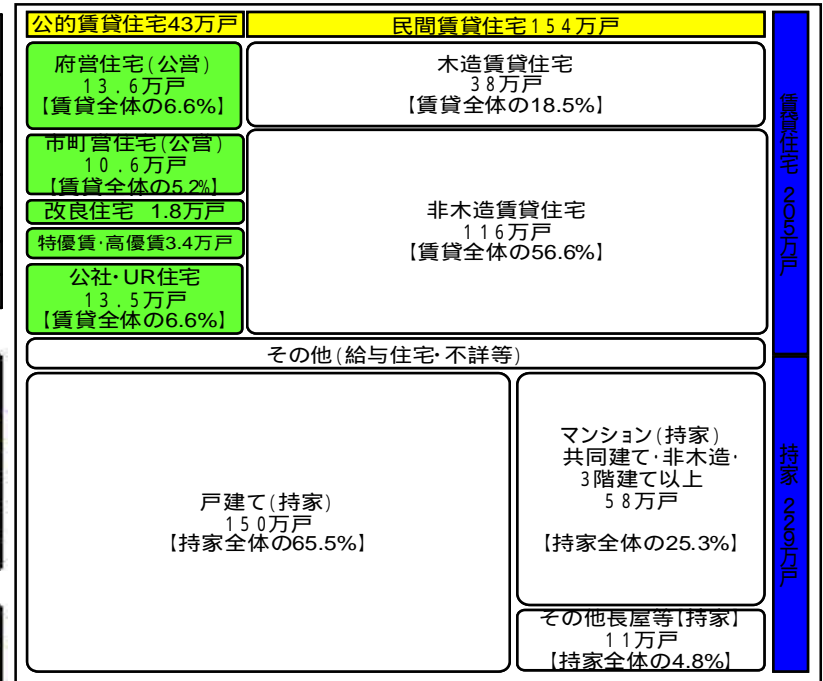 公的賃貸住宅43万戸
民間賃貸住宅154万戸
府営住宅(公営)
13.6万戸
【賃貸全体の6.6%】
木造賃貸住宅
38万戸
【賃貸全体の18.5%】
市町営住宅(公営)
10.6万戸
【賃貸全体の5.2%】
改良住宅 1.8万戸
特優賃・高優賃3.4万戸
公社・UR住宅
13.5万戸
【賃貸全体の6.6%】
非木造賃貸住宅
116万戸
【賃貸全体の56.6%】
賃貸住宅 205万戸
その他(給与住宅・不詳等)
戸建て(持家)
150万戸
【持家全体の65.5%】
マンション(持家)
共同建て・非木造・
3階建て以上
58万戸
【持家全体の25.3%】
その他長屋等【持家】
11万戸
【持家全体の4.8%】
持家 229万戸